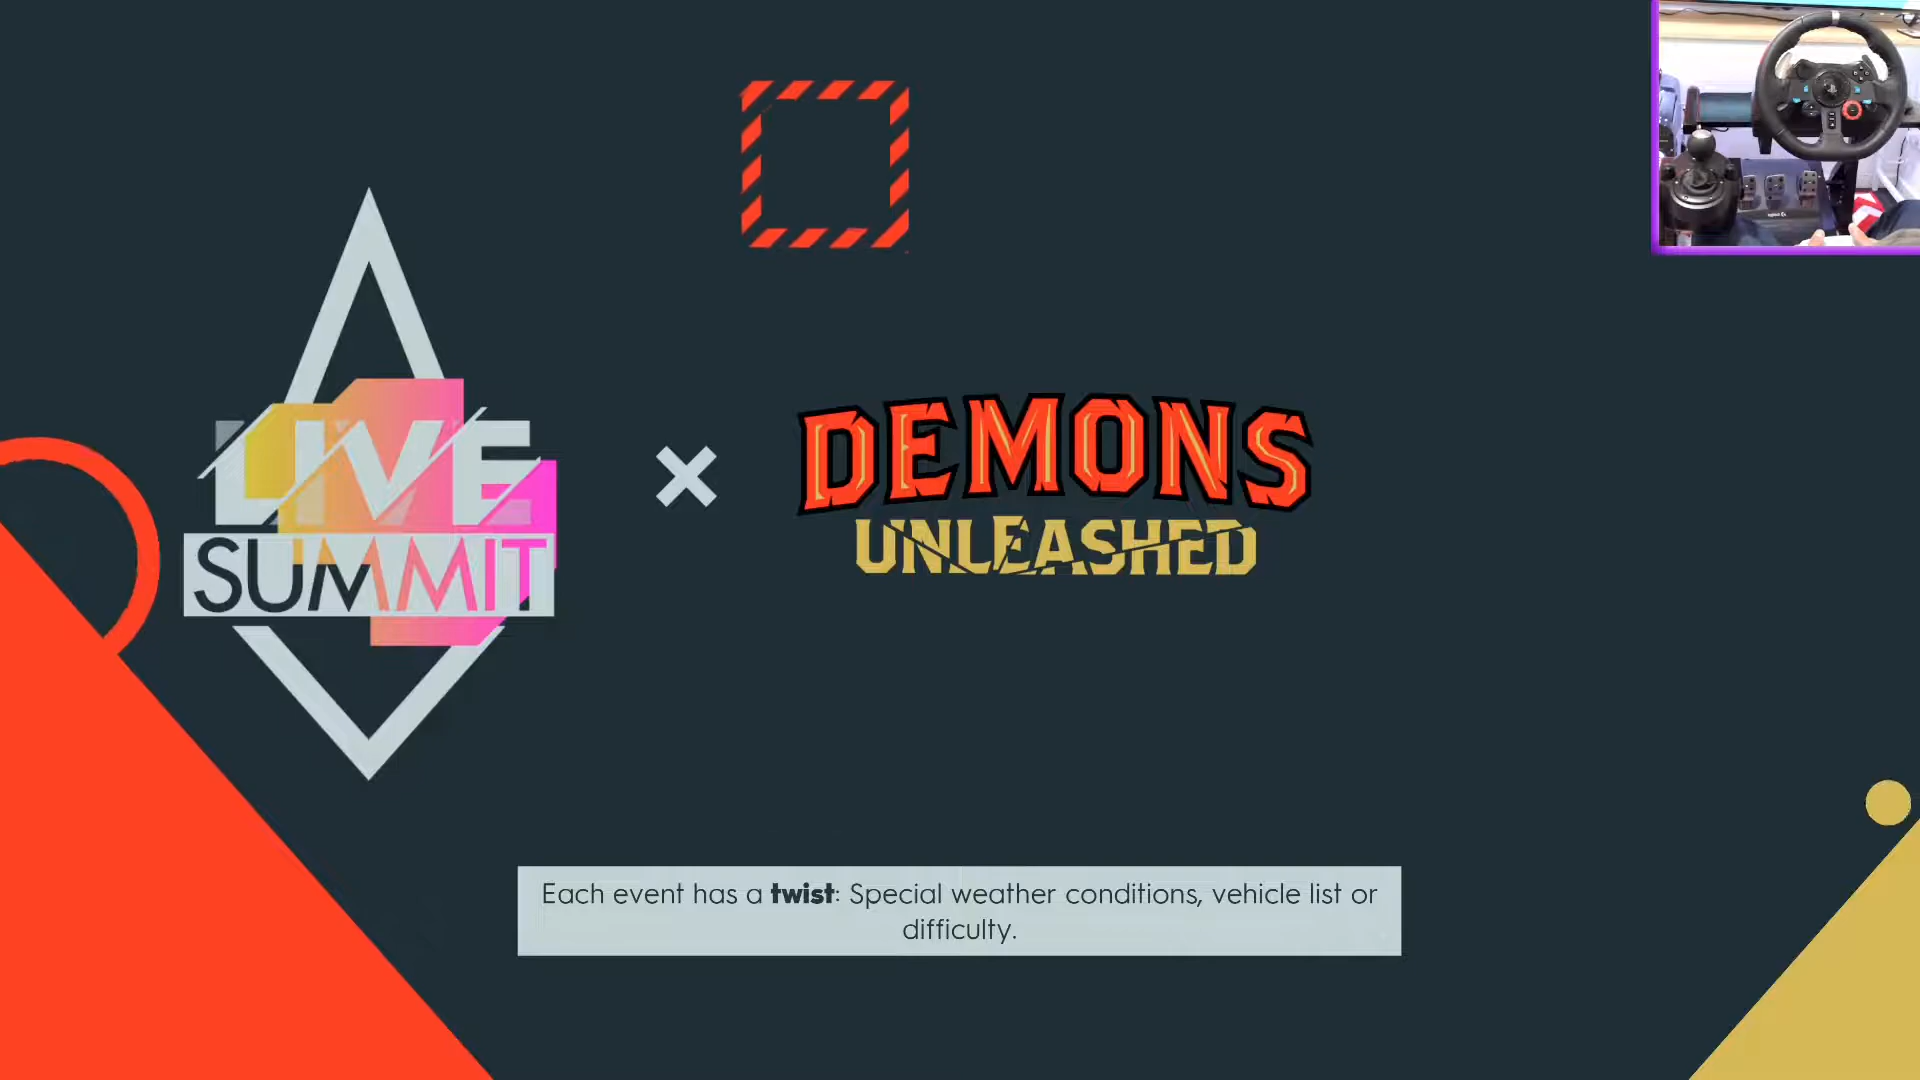 LIVE
SUMMIT
DEMONS
UNLEASHED
Each event has a twist: Special weather conditions, vehicle list or
difficulty.